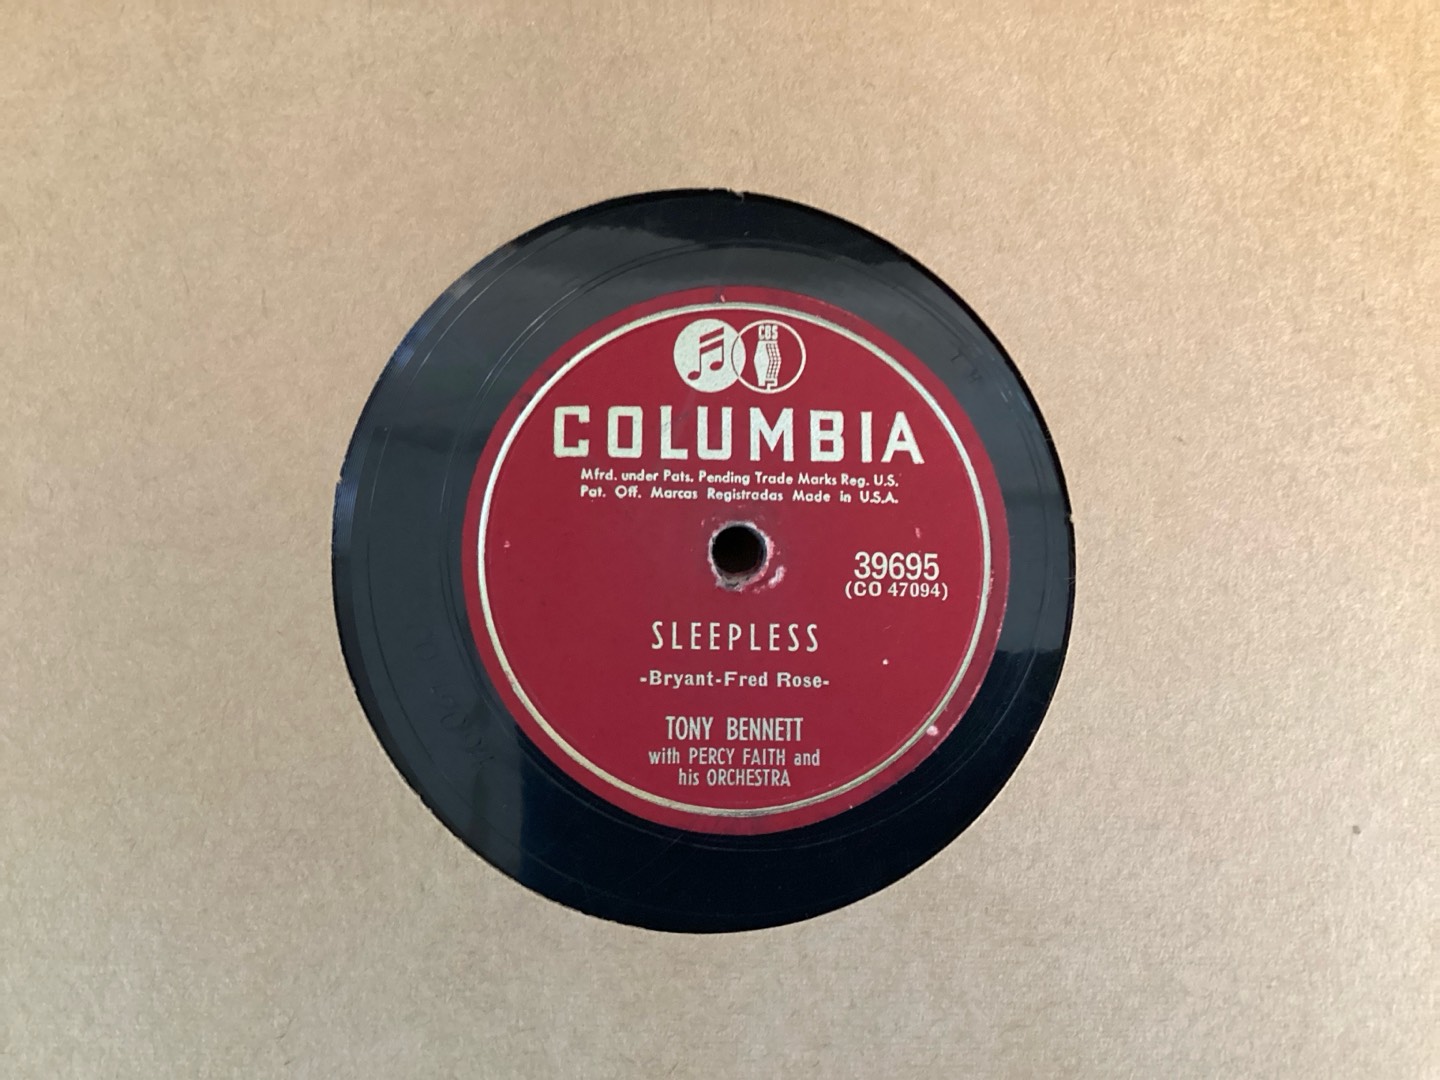 CBS
COLUMBIA
Mfrd. under Pats. Pending Trade Marks Reg. U.S.
Pat. Off. Marcas Registradas Made in U.S.A.
39695
(CO 47094)
SLEEPLESS
-Bryant-Fred Rose-
TONY BENNETT
with PERCY FAITH and
his ORCHESTRA